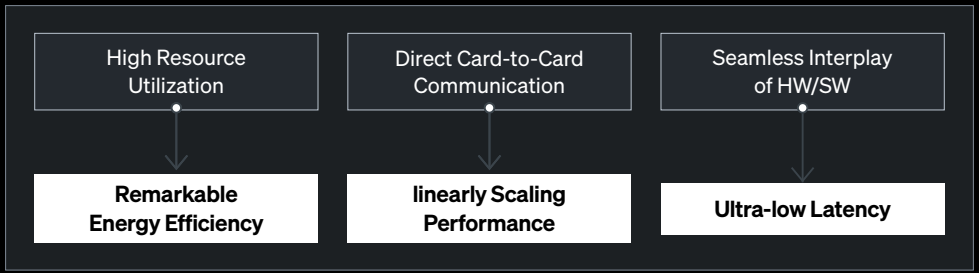 High Resource
Utilization
Direct Card-to-Card
Communication
Seamless Interplay
of HW/SW
Remarkable
Energy Efficiency
linearly Scaling
Performance
Ultra-low Latency